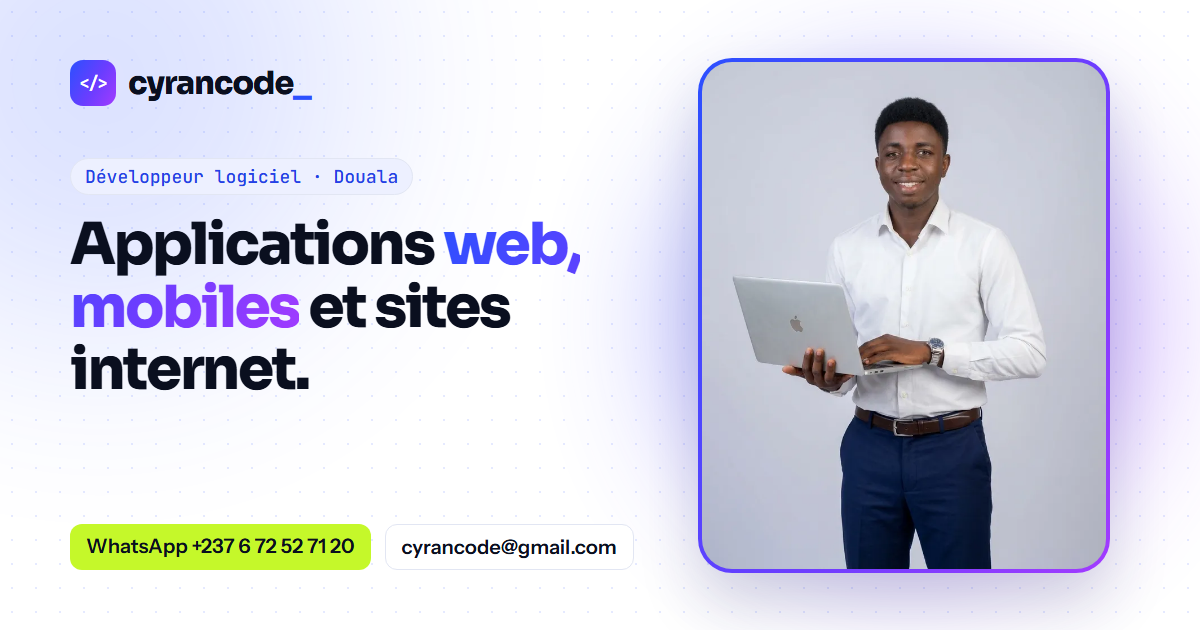 </>
cyrancode_
Développeur logiciel · Douala
Applications web,
mobiles et sites
internet.
WhatsApp +237 6 72 52 71 20
cyrancode@gmail.com